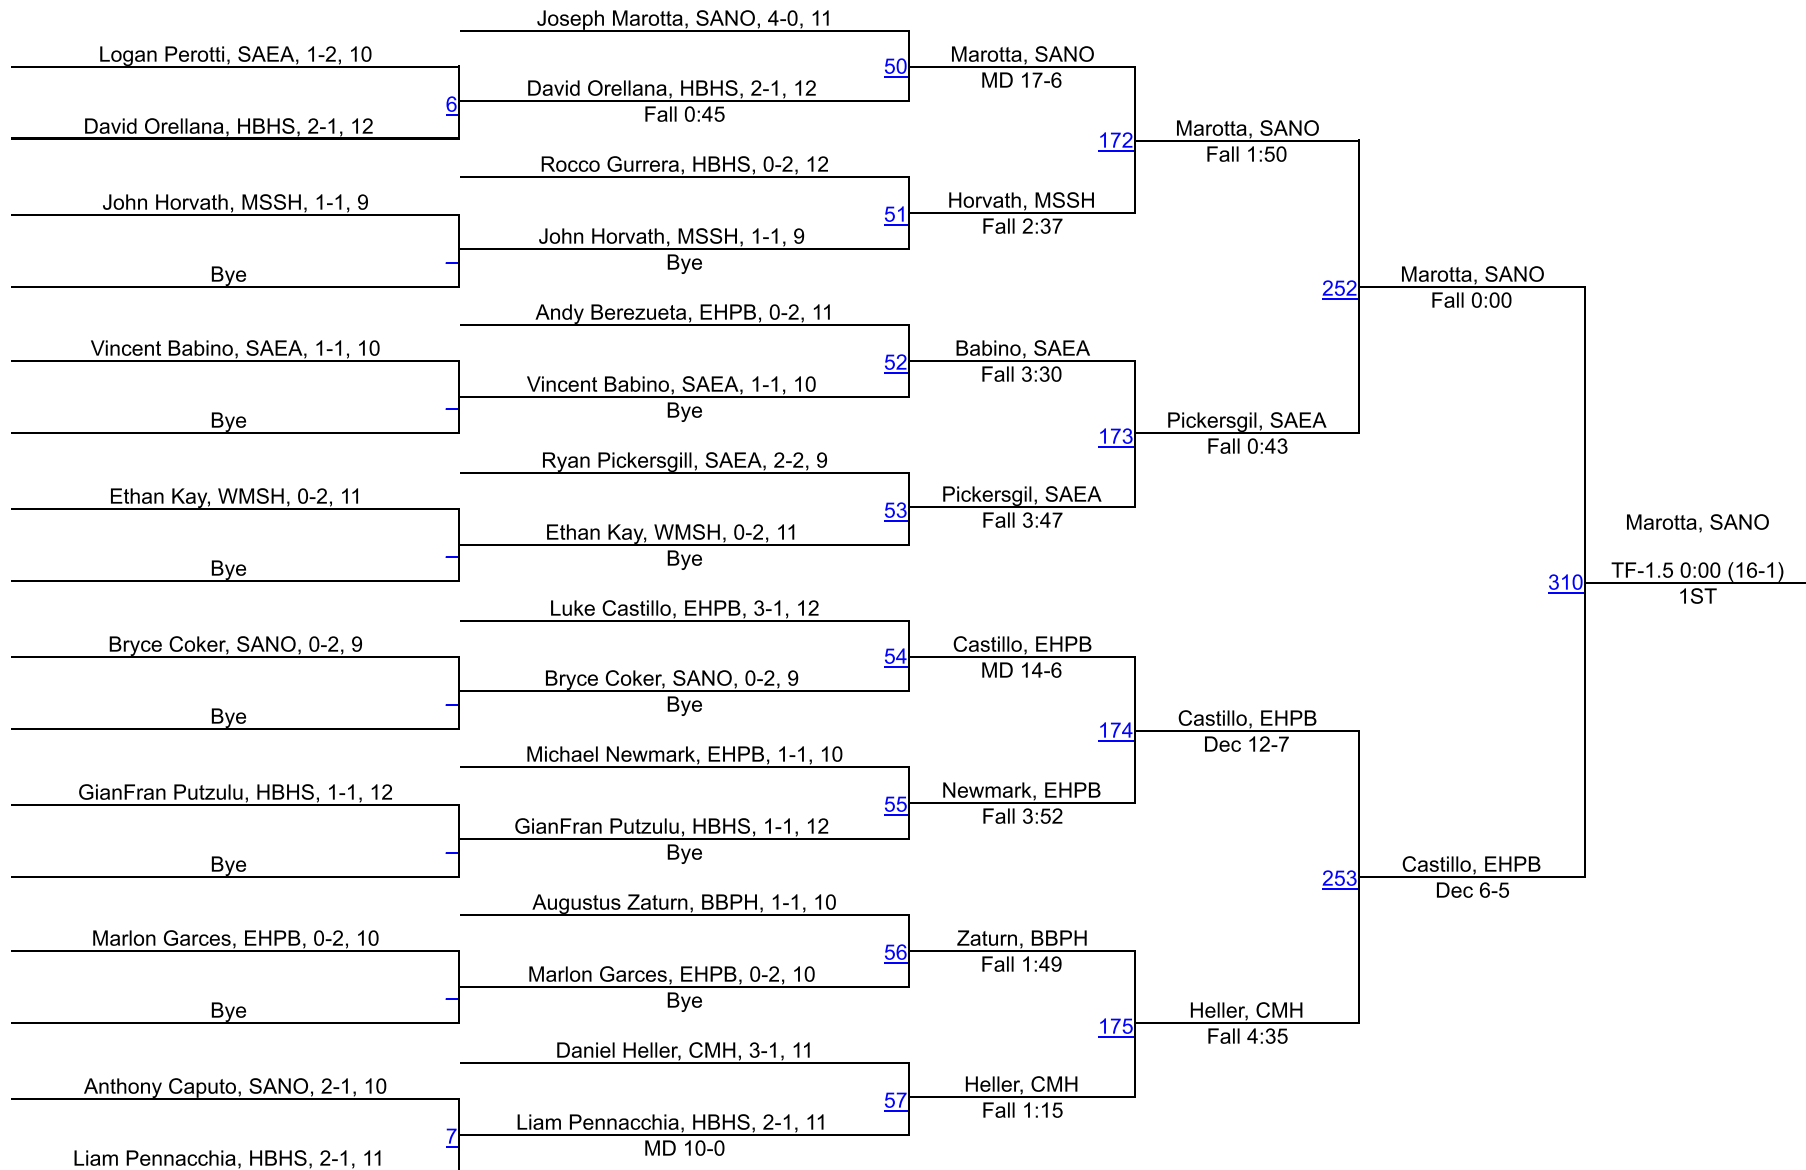 Joseph Marotta, SANO, 4-0, 11
Logan Perotti, SAEA, 1-2, 10
50
Marotta, SANO
MD 17-6
David Orellana, HBHS, 2-1, 12
Fall 0:45
6
David Orellana, HBHS, 2-1, 12
172
Marotta, SANO
Fall 1:50
Rocco Gurrera, HBHS, 0-2, 12
John Horvath, MSSH, 1-1, 9
51
Horvath, MSSH
Fall 2:37
John Horvath, MSSH, 1-1, 9
Bye
Bye
252
Marotta, SANO
Fall 0:00
Andy Berezueta, EHPB, 0-2, 11
Vincent Babino, SAEA, 1-1, 10
52
Babino, SAEA
Fall 3:30
Vincent Babino, SAEA, 1-1, 10
Bye
Bye
173
Pickersgil, SAEA
Fall 0:43
Ryan Pickersgill, SAEA, 2-2, 9
Ethan Kay, WMSH, 0-2, 11
53
Pickersgil, SAEA
Fall 3:47
Ethan Kay, WMSH, 0-2, 11
Bye
Bye
Marotta, SANO
310
TF-1.5 0:00 (16-1)
1ST
Luke Castillo, EHPB, 3-1, 12
Bryce Coker, SANO, 0-2, 9
54
Castillo, EHPB
MD 14-6
Bryce Coker, SANO, 0-2, 9
Bye
Bye
174
Castillo, EHPB
Dec 12-7
Michael Newmark, EHPB, 1-1, 10
GianFran Putzulu, HBHS, 1-1, 12
55
Newmark, EHPB
Fall 3:52
GianFran Putzulu, HBHS, 1-1, 12
Bye
Bye
253
Castillo, EHPB
Dec 6-5
Augustus Zaturn, BBPH, 1-1, 10
Marlon Garces, EHPB, 0-2, 10
56
Zaturn, BBPH
Fall 1:49
Marlon Garces, EHPB, 0-2, 10
Bye
Bye
175
Heller, CMH
Fall 4:35
Daniel Heller, CMH, 3-1, 11
Anthony Caputo, SANO, 2-1, 10
57
Heller, CMH
Fall 1:15
Liam Pennacchia, HBHS, 2-1, 11
MD 10-0
7
Liam Pennacchia, HBHS, 2-1, 11